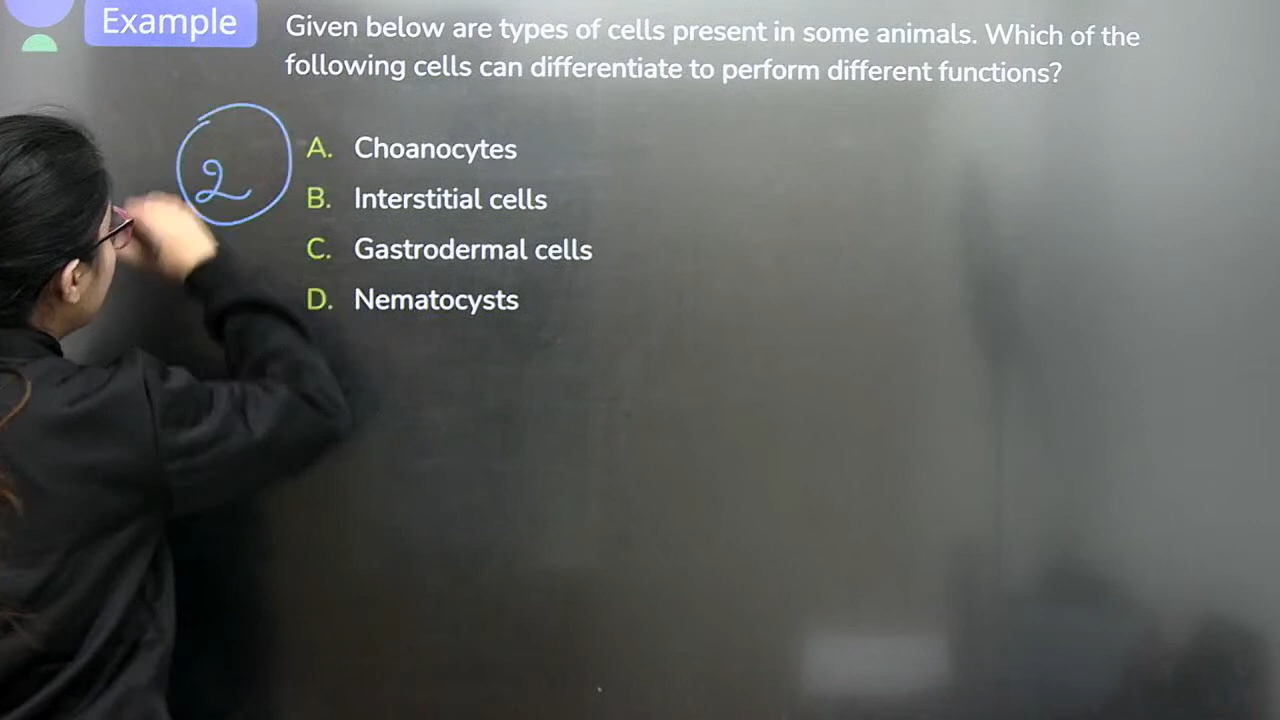 Example
Given below are types of cells present in some animals. Which of the
following cells can differentiate to perform different functions?
2
A. Choanocytes
B. Interstitial cells
C. Gastrodermal cells
D. Nematocysts